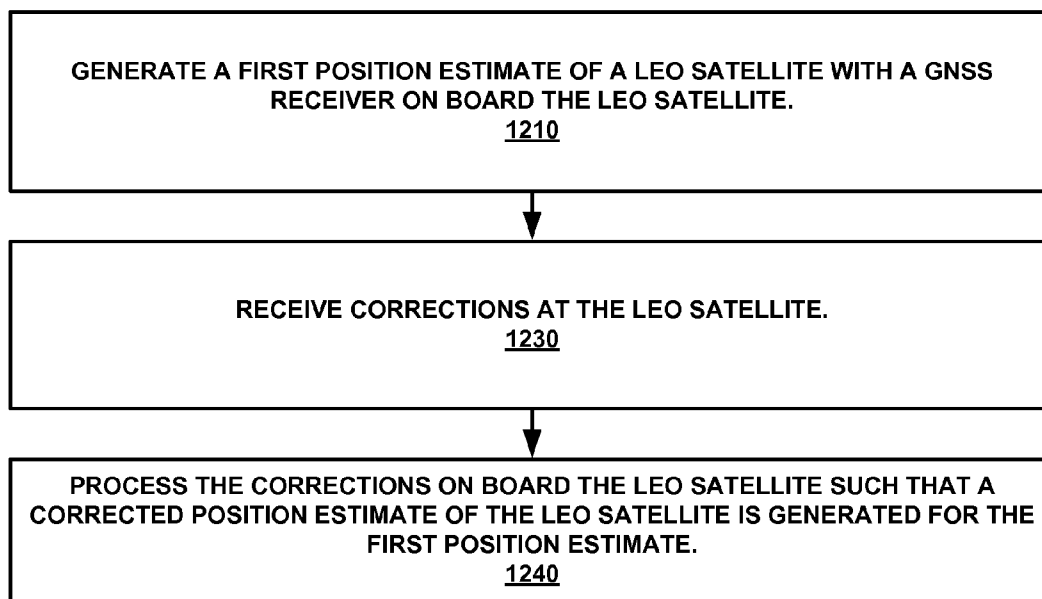 GENERATE A FIRST POSITION ESTIMATE OF A LEO SATELLITE WITH A GNSS
RECEIVER ON BOARD THE LEO SATELLITE.
1210
RECEIVE CORRECTIONS AT THE LEO SATELLITE.
1230
PROCESS THE CORRECTIONS ON BOARD THE LEO SATELLITE SUCH THAT A
CORRECTED POSITION ESTIMATE OF THE LEO SATELLITE IS GENERATED FOR THE
FIRST POSITION ESTIMATE.
1240